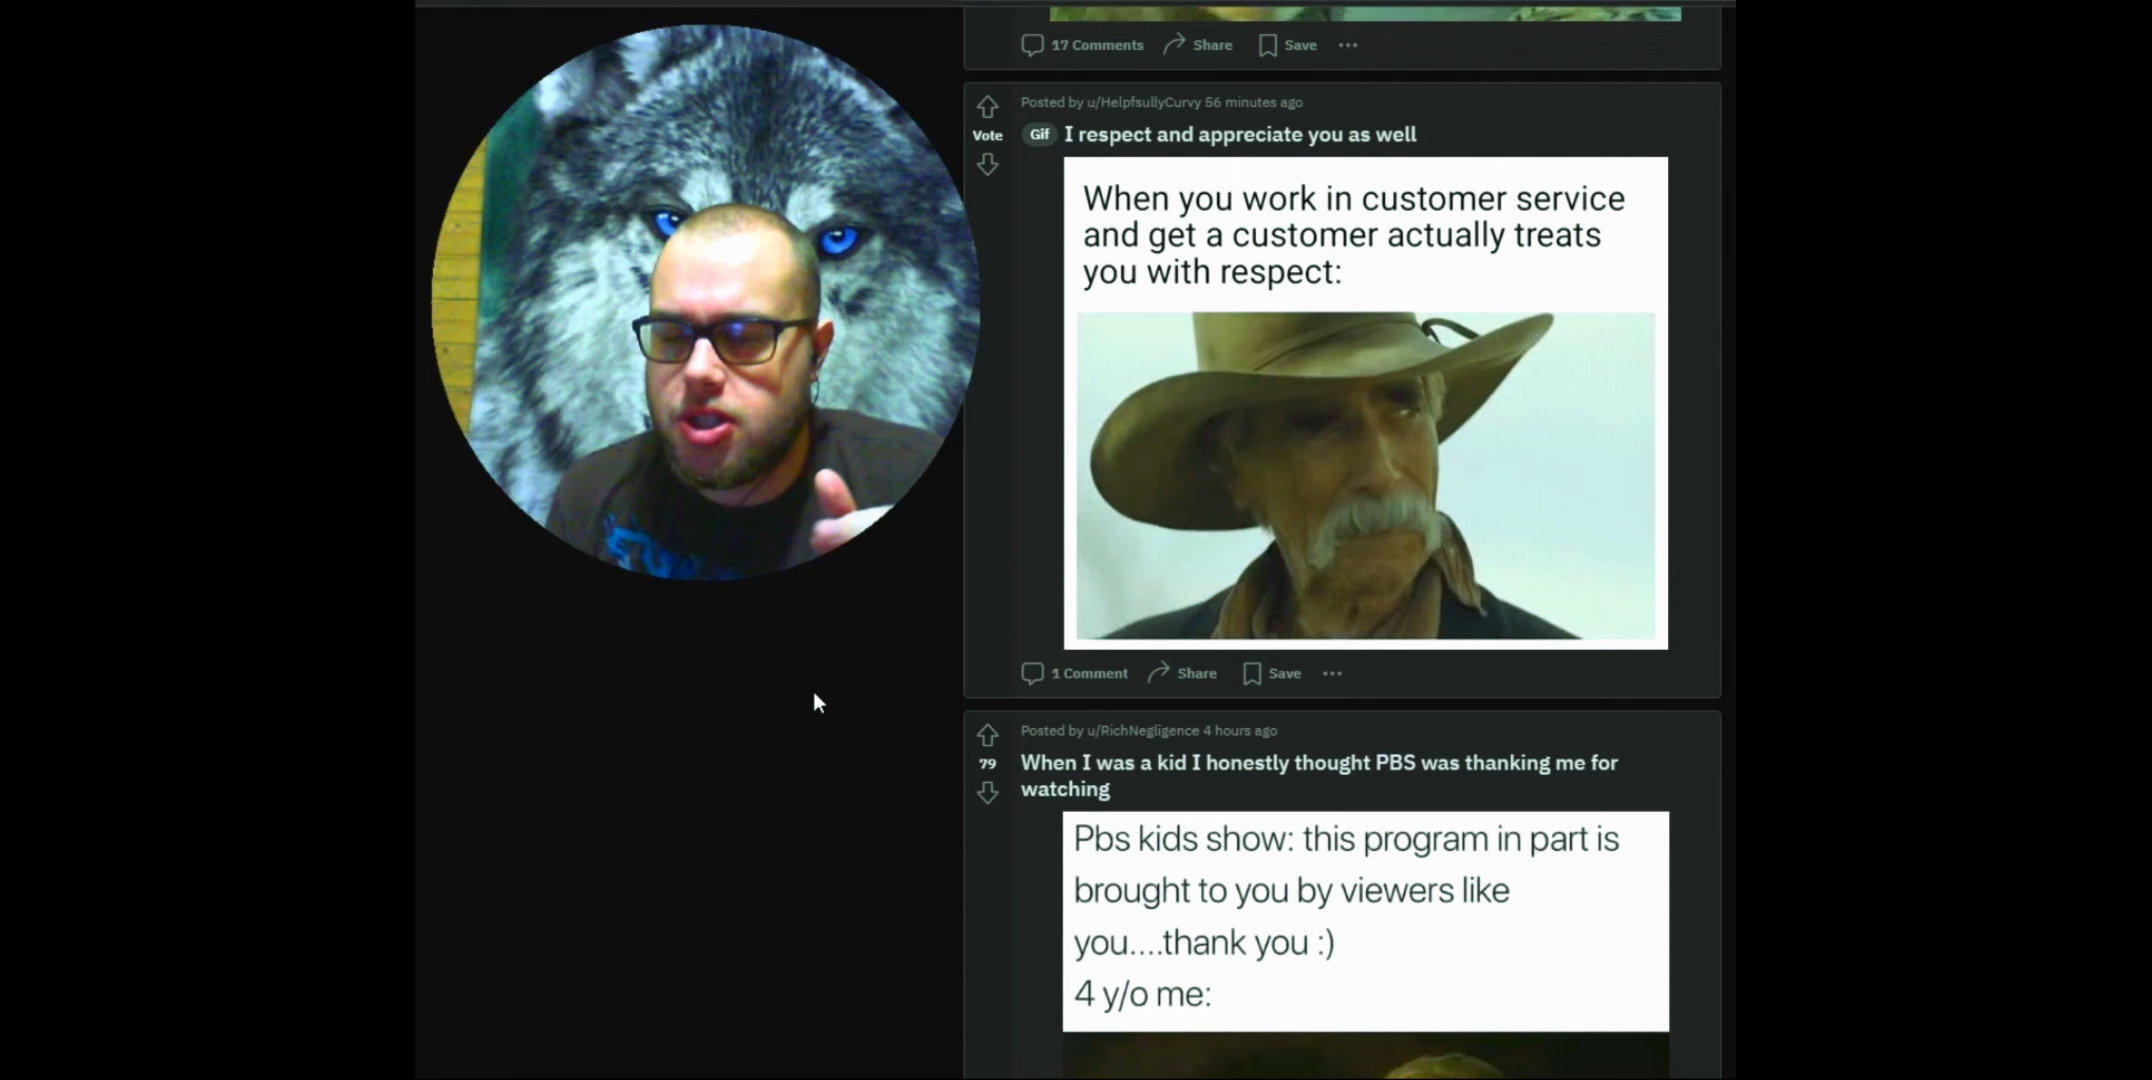 17 Comments Share Save
Posted by u/HelpfsullyCurvy 56 minutes ago
Vote
Gif I respect and appreciate you as well
When you work in customer service
and get a customer actually treats
you with respect:
1 Comment Share Save
Posted by u/RichNegligence 4 hours ago
79
When I was a kid I honestly thought PBS was thanking me for
watching
Pbs kids show: this program in part is
brought to you by viewers like
you....thank you :)
4 y/o me: